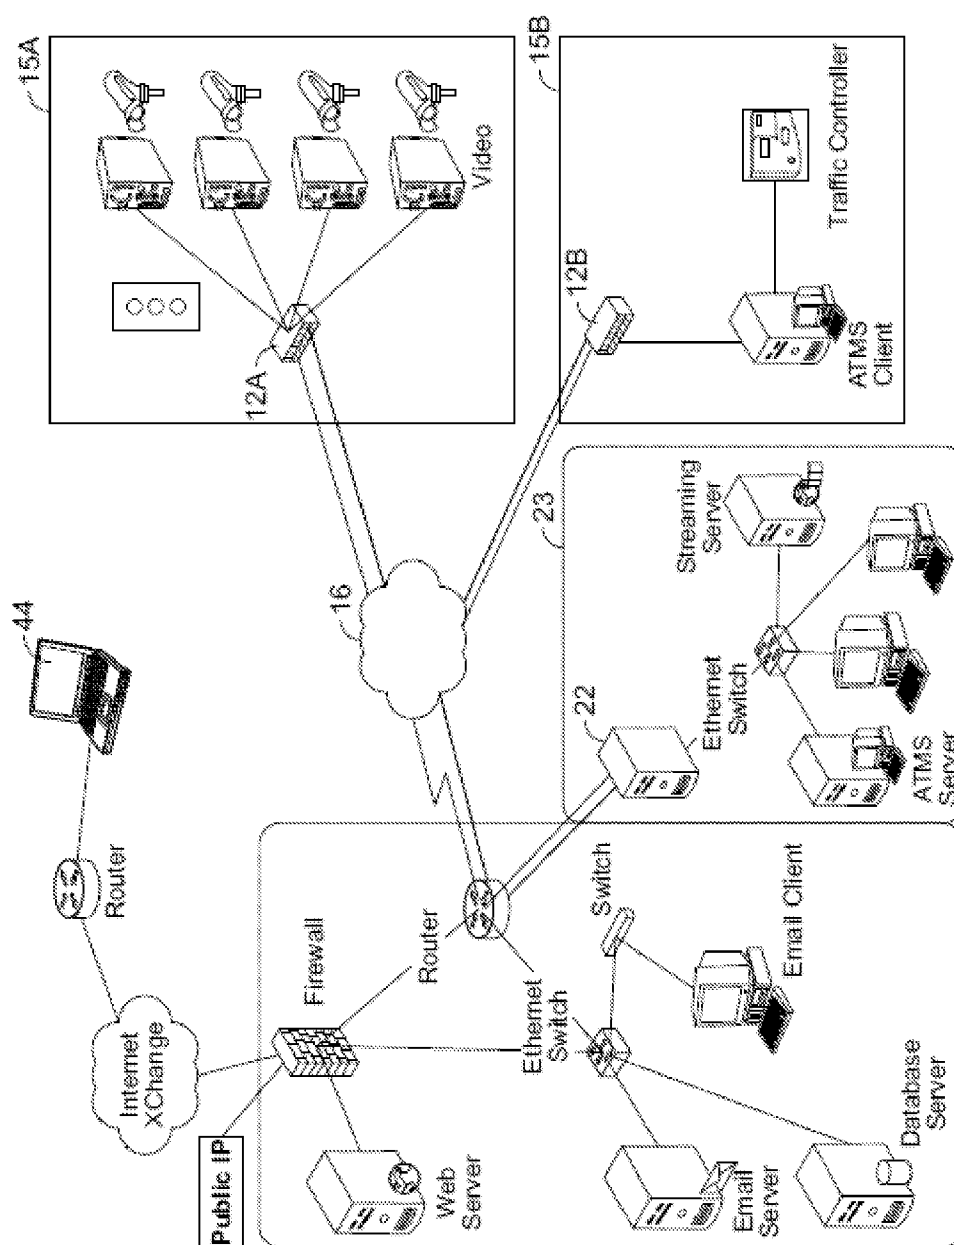 15A
Video
12A
15B
Traffic Controller
12B
ATMS
Client
44
Router
Internet
XChange
Public IP
16
23
Streaming
Server
22
Ethernet
Switch
ATMS
Server
Firewall
Router
Ethernet
Switch
Switch
Email Client
Web
Server
Email
Server
Database
Server